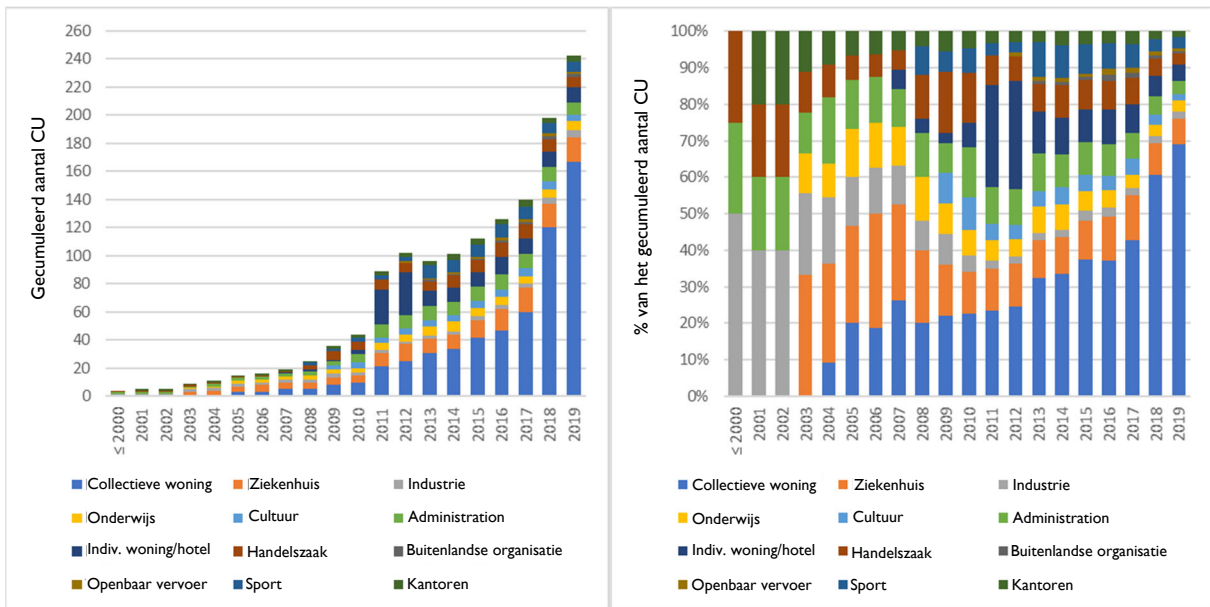 Gecumuleerd aantal CU
260
240
220
200
180
160
140
120
100
80
60
40
20
0
≤ 2000
2001
2002
2003
2004
2005
2006
2007
2008
2009
2010
2011
2012
2013
2014
2015
2016
2017
2018
2019
Collectieve woning
Ziekenhuis
Industrie
Onderwijs
Cultuur
Administration
Indiv. woning/hotel
Handelszaak
Buitenlandse organisatie
Openbaar vervoer
Sport
Kantoren
% van het gecumuleerd aantal CU
100%
90%
80%
70%
60%
50%
40%
30%
20%
10%
0%
≤ 2000
2001
2002
2003
2004
2005
2006
2007
2008
2009
2010
2011
2012
2013
2014
2015
2016
2017
2018
2019
Collectieve woning
Ziekenhuis
Industrie
Onderwijs
Cultuur
Administration
Indiv. woning/hotel
Handelszaak
Buitenlandse organisatie
Openbaar vervoer
Sport
Kantoren